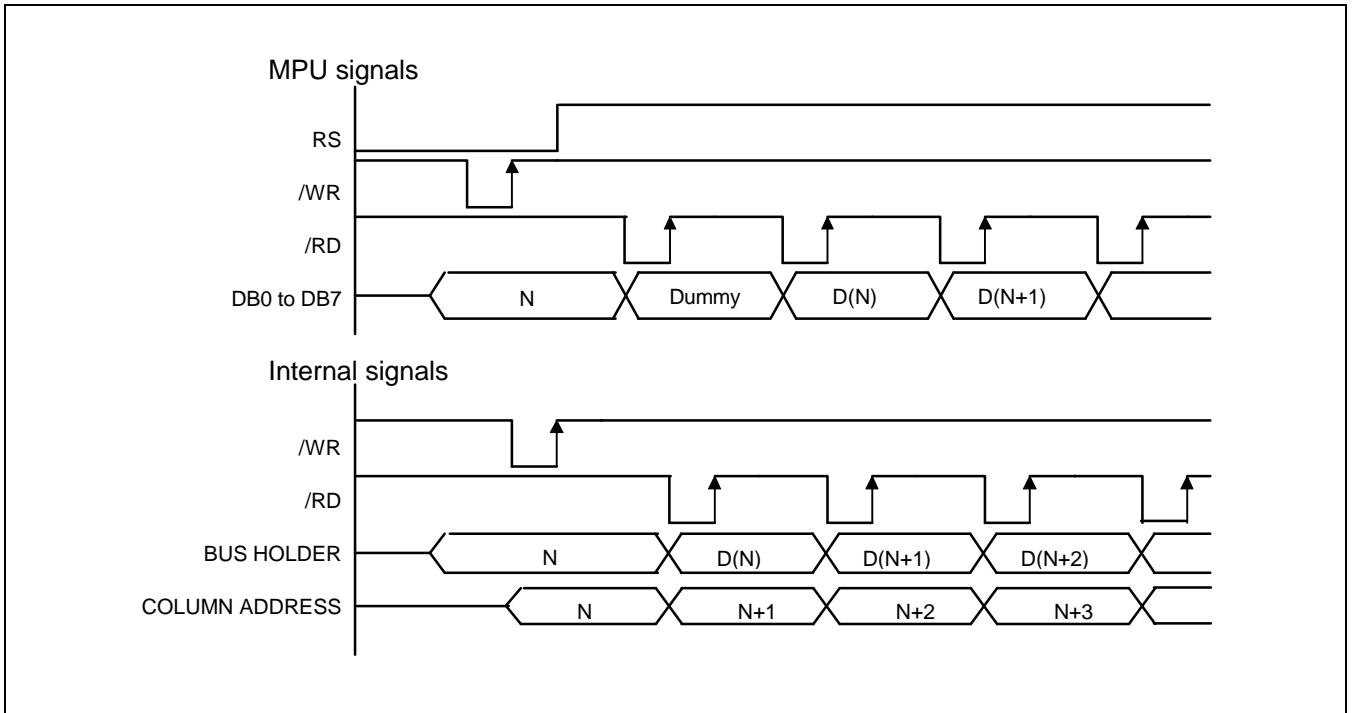 MPU signals
RS
/WR
/RD
DB0 to DB7 N Dummy D(N) D(N+1)
Internal signals
/WR
/RD
BUS HOLDER N D(N) D(N+1) D(N+2)
COLUMN ADDRESS N N+1 N+2 N+3